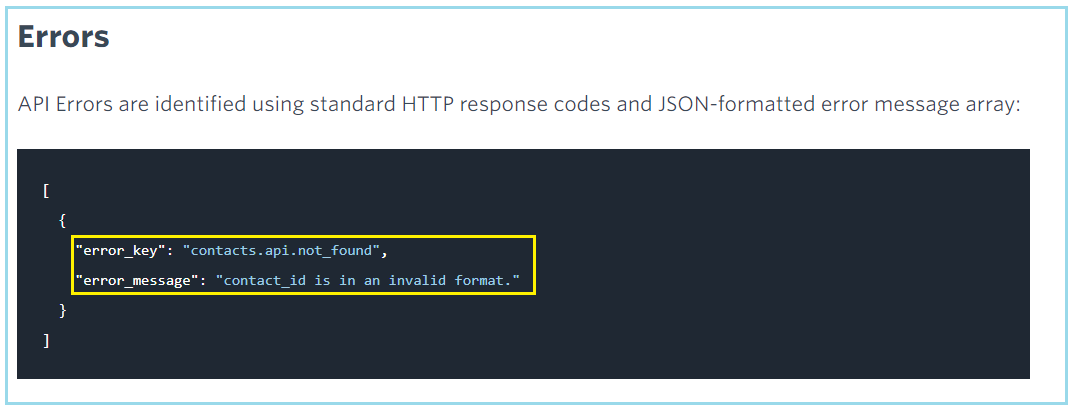 Errors
API Errors are identified using standard HTTP response codes and JSON-formatted error message array:
[
{
"error_key": "contacts.api.not_found",
"error_message": "contact_id is in an invalid format."
}
]